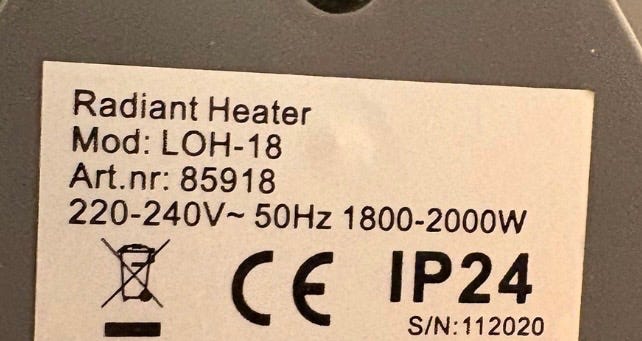 Radiant Heater
Mod: LOH-18
Art.nr: 85918
220-240V~ 50Hz 1800-2000W
CE IP24
S/N:112020